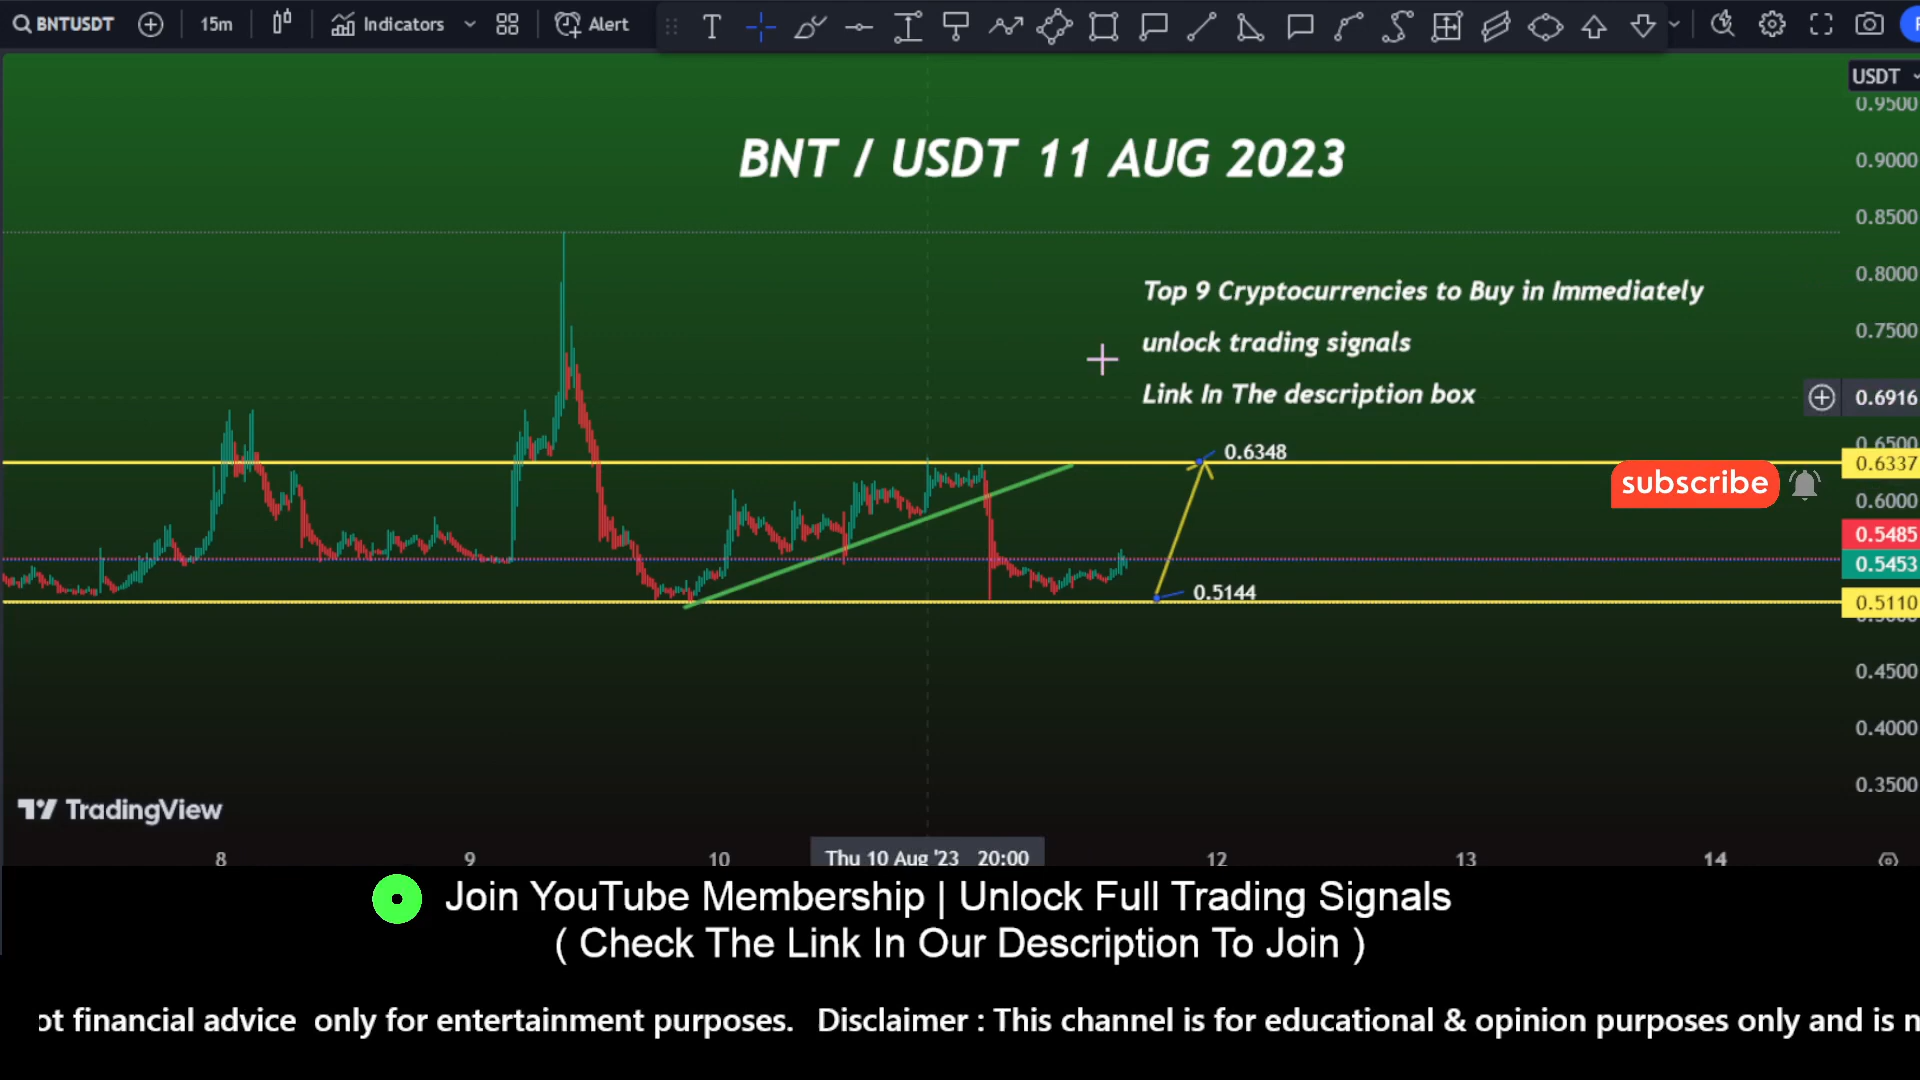 BNTUSDT 15m Indicators Alert
USDT
0.9500
BNT / USDT 11 AUG 2023
0.9000
0.8500
0.8000
Top 9 Cryptocurrencies to Buy in Immediately
0.7500
unlock trading signals
Link In The description box
0.6916
0.6500
0.6348
0.6337
subscribe
0.6000
0.5485
0.5453
0.5144
0.5110
0.4500
0.4000
0.3500
TradingView
8 9 10 Thu 10 Aug '23 20:00 12 13 14
Join YouTube Membership | Unlock Full Trading Signals
( Check The Link In Our Description To Join )
ot financial advice only for entertainment purposes. Disclaimer : This channel is for educational & opinion purposes only and is n